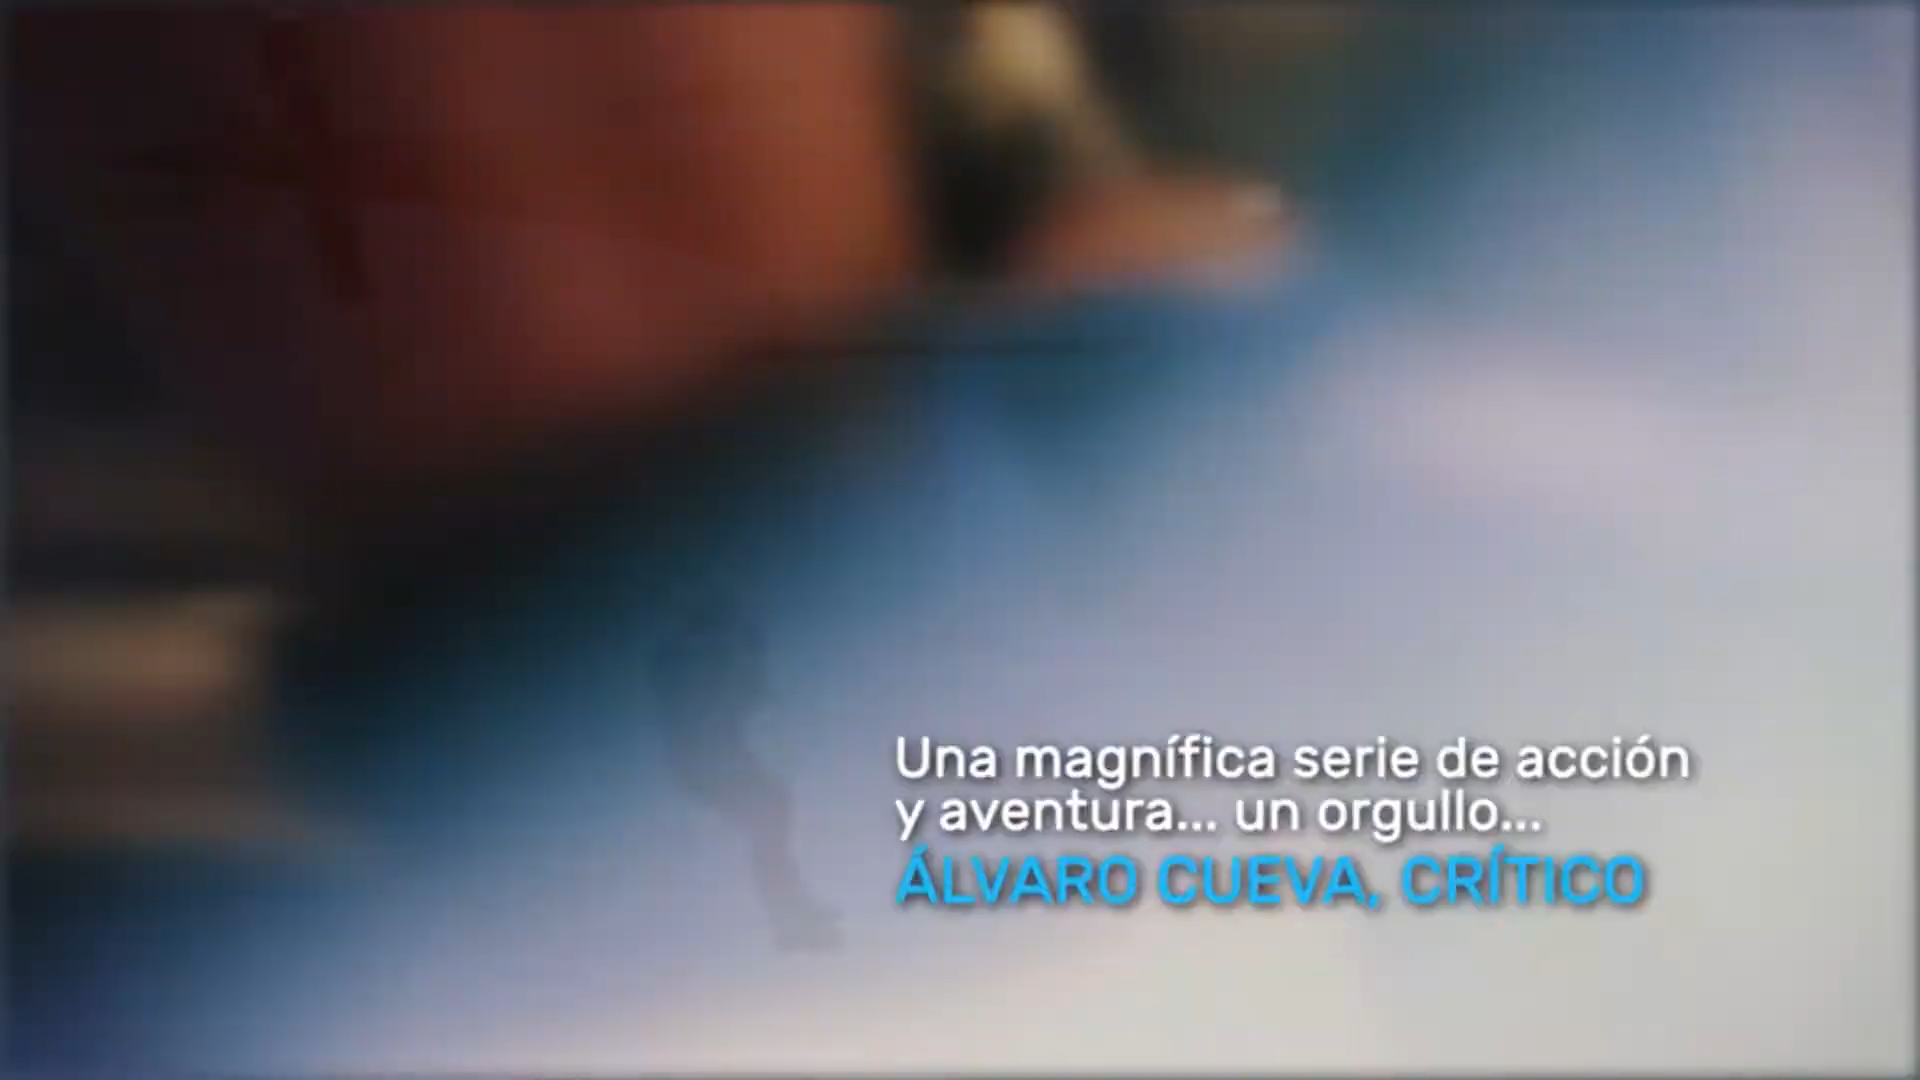 Una magnífica serie de acción
y aventura... un orgullo...
ÁLVARO CUEVA, CRÍTICO